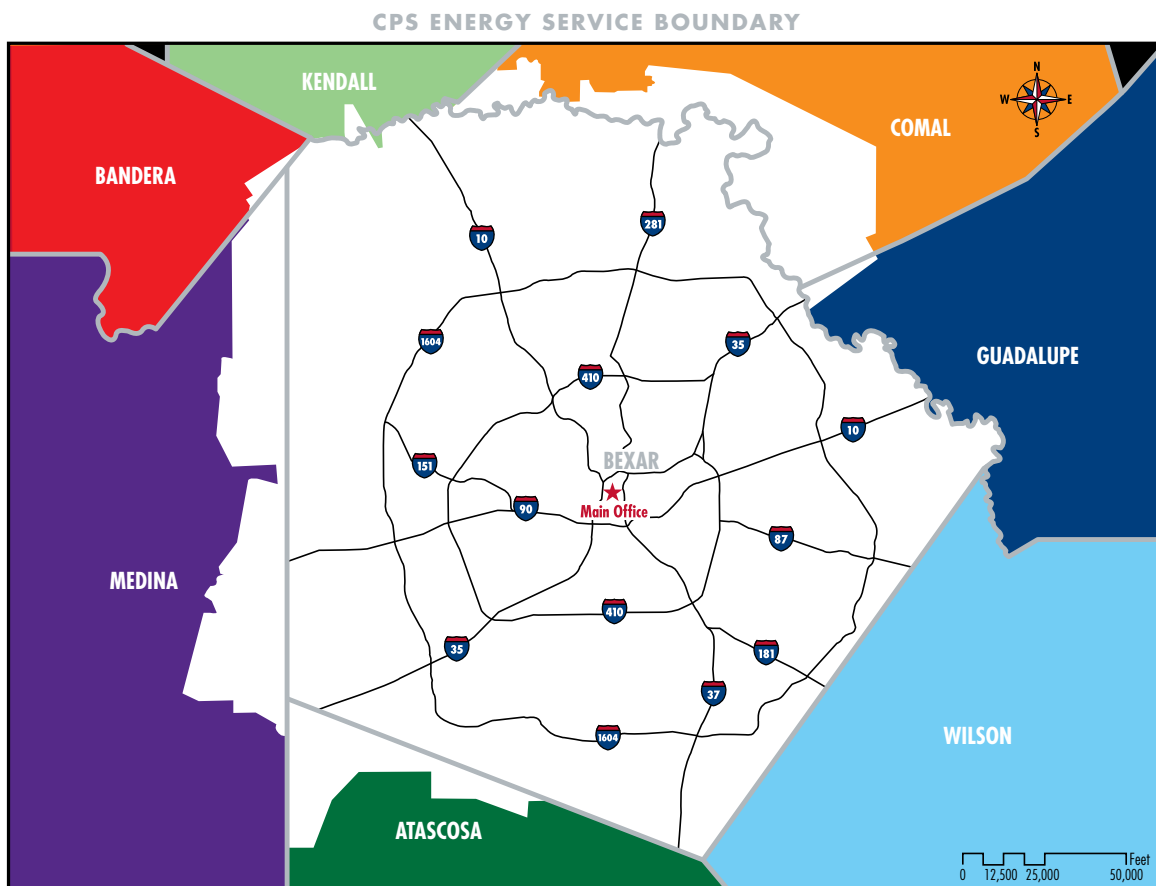 CPS ENERGY SERVICE BOUNDARY
KENDALL
N
W
E
S
COMAL
BANDERA
281
10
1604
35
GUADALUPE
410
10
BEXAR
151
Main Office
90
87
MEDINA
410
35
181
37
1604
WILSON
ATASCOSA
Feet
0 12,500 25,000 50,000